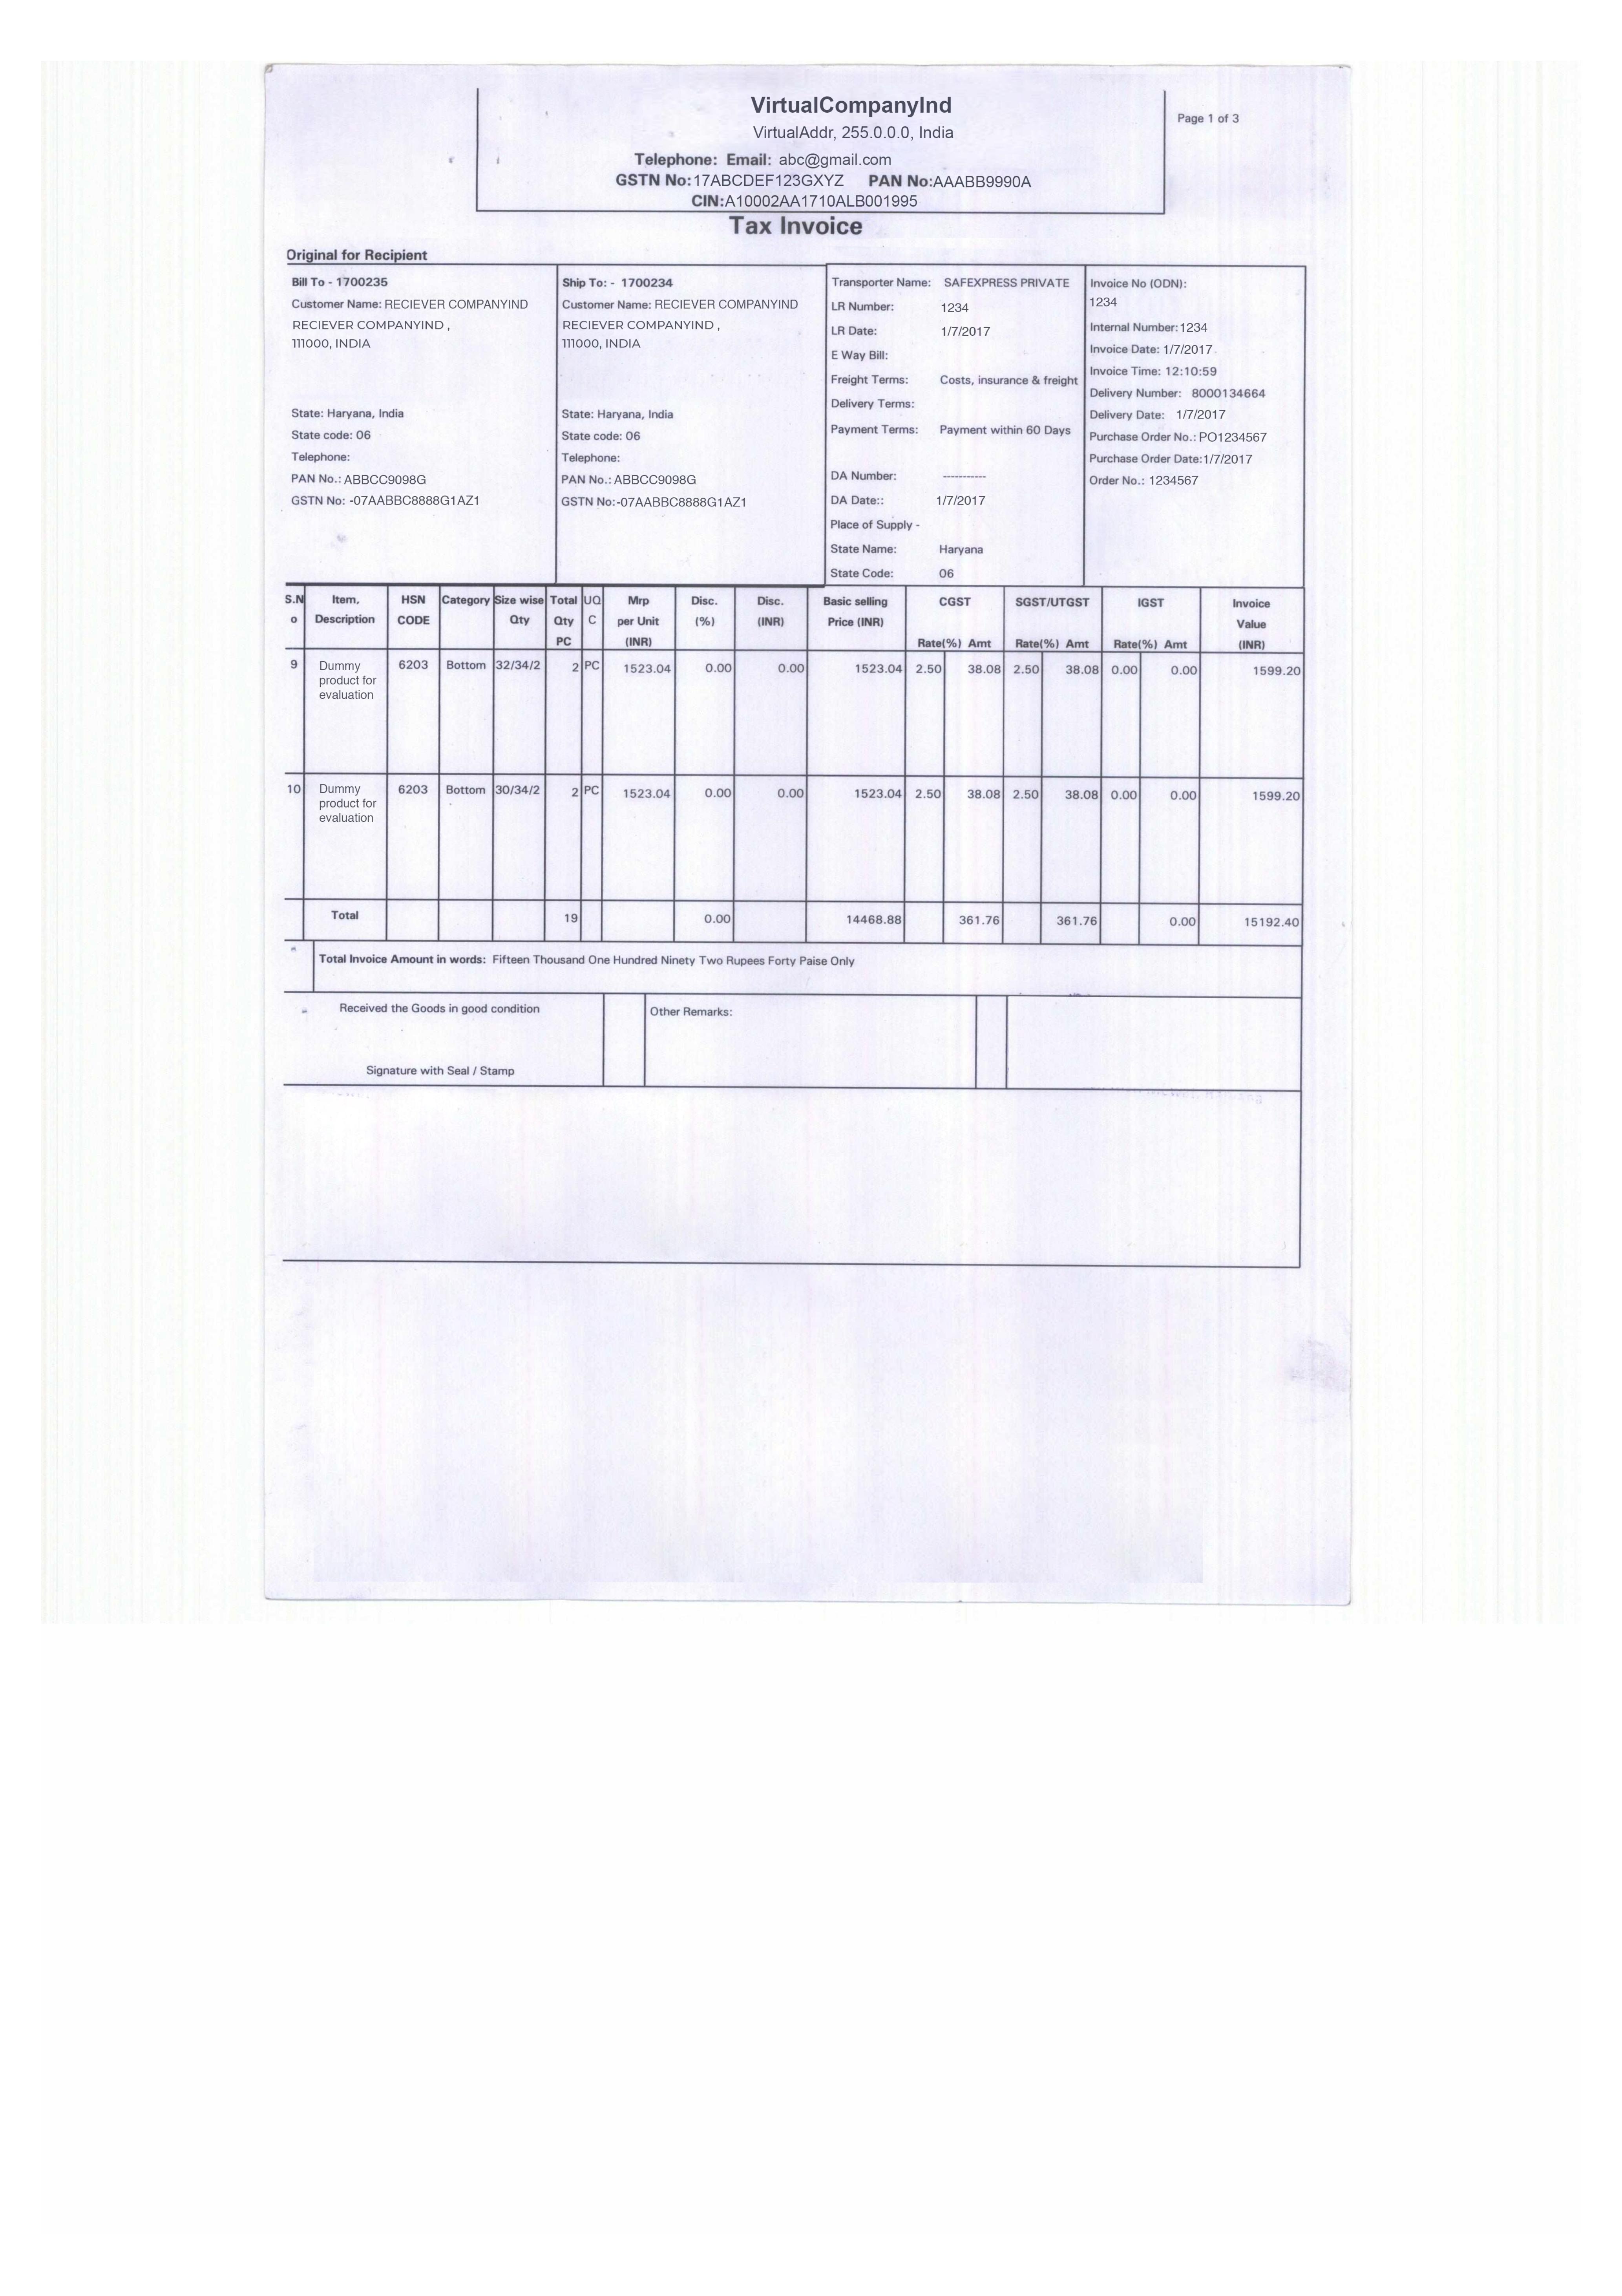 VirtualCompanyInd
VirtualAddr, 255.0.0.0, India
Page 1 of 3
Telephone: Email: abc@gmail.com
GSTN No:17ABCDEF123GXYZ PAN No:AAABB9990A
CIN:A10002AA1710ALB001995
Tax Invoice
Original for Recipient
Bill To - 1700235
Customer Name: RECIEVER COMPANYIND
RECIEVER COMPANYIND ,
111000, INDIA
State: Haryana, India
State code: 06
Telephone:
PAN No.: ABBCC9098G
GSTN No: -07AABBC8888G1AZ1
Ship To: - 1700234
Customer Name: RECIEVER COMPANYIND
RECIEVER COMPANYIND ,
111000, INDIA
State: Haryana, India
State code: 06
Telephone:
PAN No.: ABBCC9098G
GSTN No:-07AABBC8888G1AZ1
Transporter Name: SAFEXPRESS PRIVATE
LR Number: 1234
LR Date: 1/7/2017
E Way Bill:
Freight Terms: Costs, insurance & freight
Delivery Terms:
Payment Terms: Payment within 60 Days
DA Number: -----------
DA Date:: 1/7/2017
Place of Supply -
State Name: Haryana
State Code: 06
Invoice No (ODN):
1234
Internal Number: 1234
Invoice Date: 1/7/2017
Invoice Time: 12:10:59
Delivery Number: 8000134664
Delivery Date: 1/7/2017
Purchase Order No.: PO1234567
Purchase Order Date:1/7/2017
Order No.: 1234567
S.N Item. HSN Category Size wise Total UQ Mrp Disc. Disc. Basic selling CGST SGST/UTGST IGST Invoice
o Description CODE Qty Qty C per Unit (%) (INR) Price (INR) Value
PC (INR) Rate(%) Amt Rate(%) Amt Rate(%) Amt (INR)
9 Dummy 6203 Bottom 32/34/2 2 PC 1523.04 0.00 0.00 1523.04 2.50 38.08 2.50 38.08 0.00 0.00 1599.20
product for
evaluation
10 Dummy 6203 Bottom 30/34/2 2 PC 1523.04 0.00 0.00 1523.04 2.50 38.08 2.50 38.08 0.00 0.00 1599.20
product for
evaluation
Total 19 0.00 14468.88 361.76 361.76 0.00 15192.40
Total Invoice Amount in words: Fifteen Thousand One Hundred Ninety Two Rupees Forty Paise Only
Received the Goods in good condition
Other Remarks:
Signature with Seal / Stamp